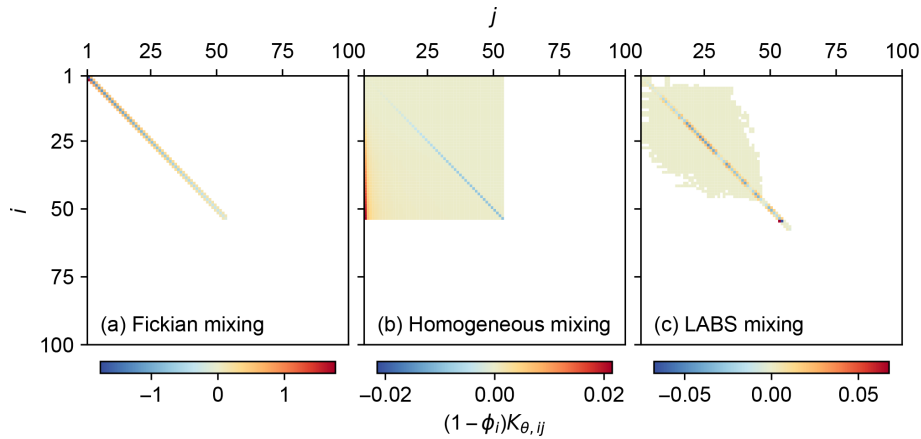 j
1 25 50 75 100 25 50 75 100 25 50 75 100
1
25
50
75
100
i
(a) Fickian mixing
(b) Homogeneous mixing
(c) LABS mixing
−1 0 1
−0.02 0.00 0.02
−0.05 0.00 0.05
(1 − ϕᵢ)K_θ,ij